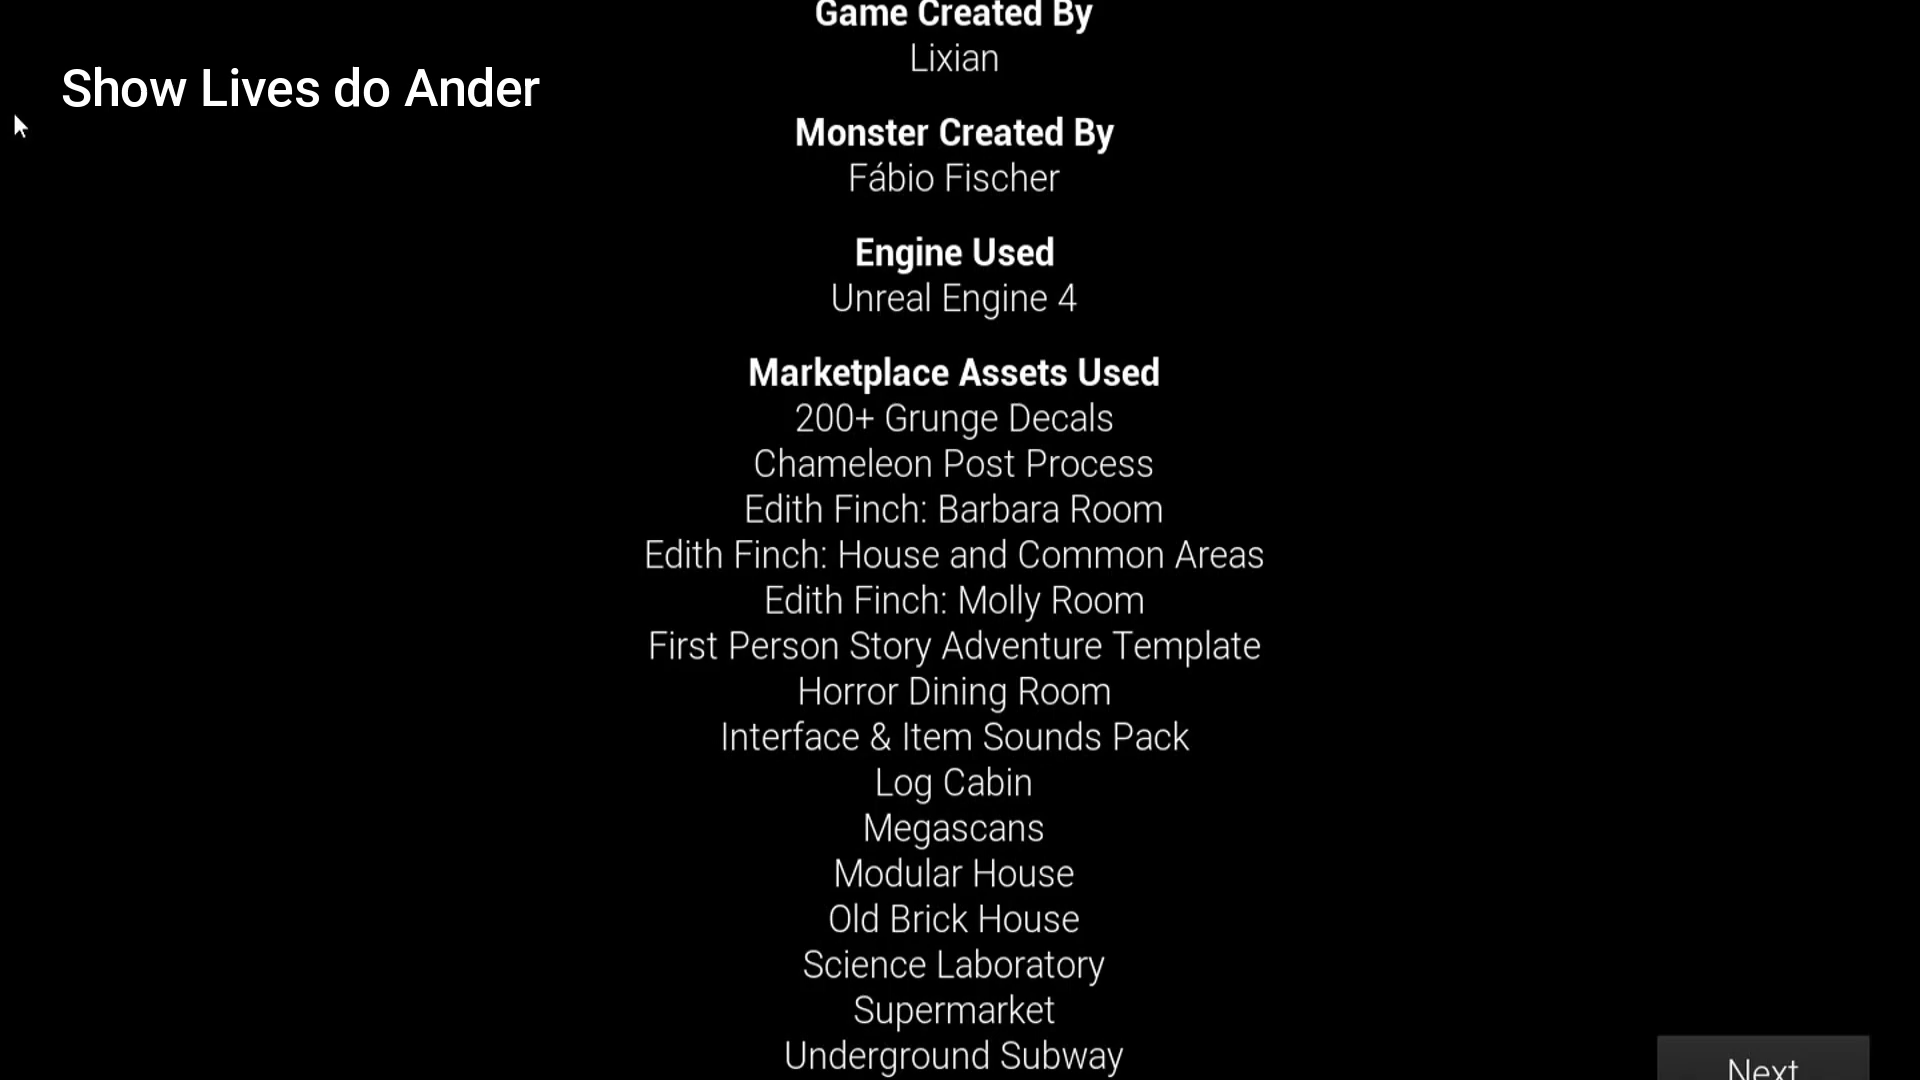 Game Created By
Lixian
Show Lives do Ander
Monster Created By
Fábio Fischer
Engine Used
Unreal Engine 4
Marketplace Assets Used
200+ Grunge Decals
Chameleon Post Process
Edith Finch: Barbara Room
Edith Finch: House and Common Areas
Edith Finch: Molly Room
First Person Story Adventure Template
Horror Dining Room
Interface & Item Sounds Pack
Log Cabin
Megascans
Modular House
Old Brick House
Science Laboratory
Supermarket
Underground Subway
Next